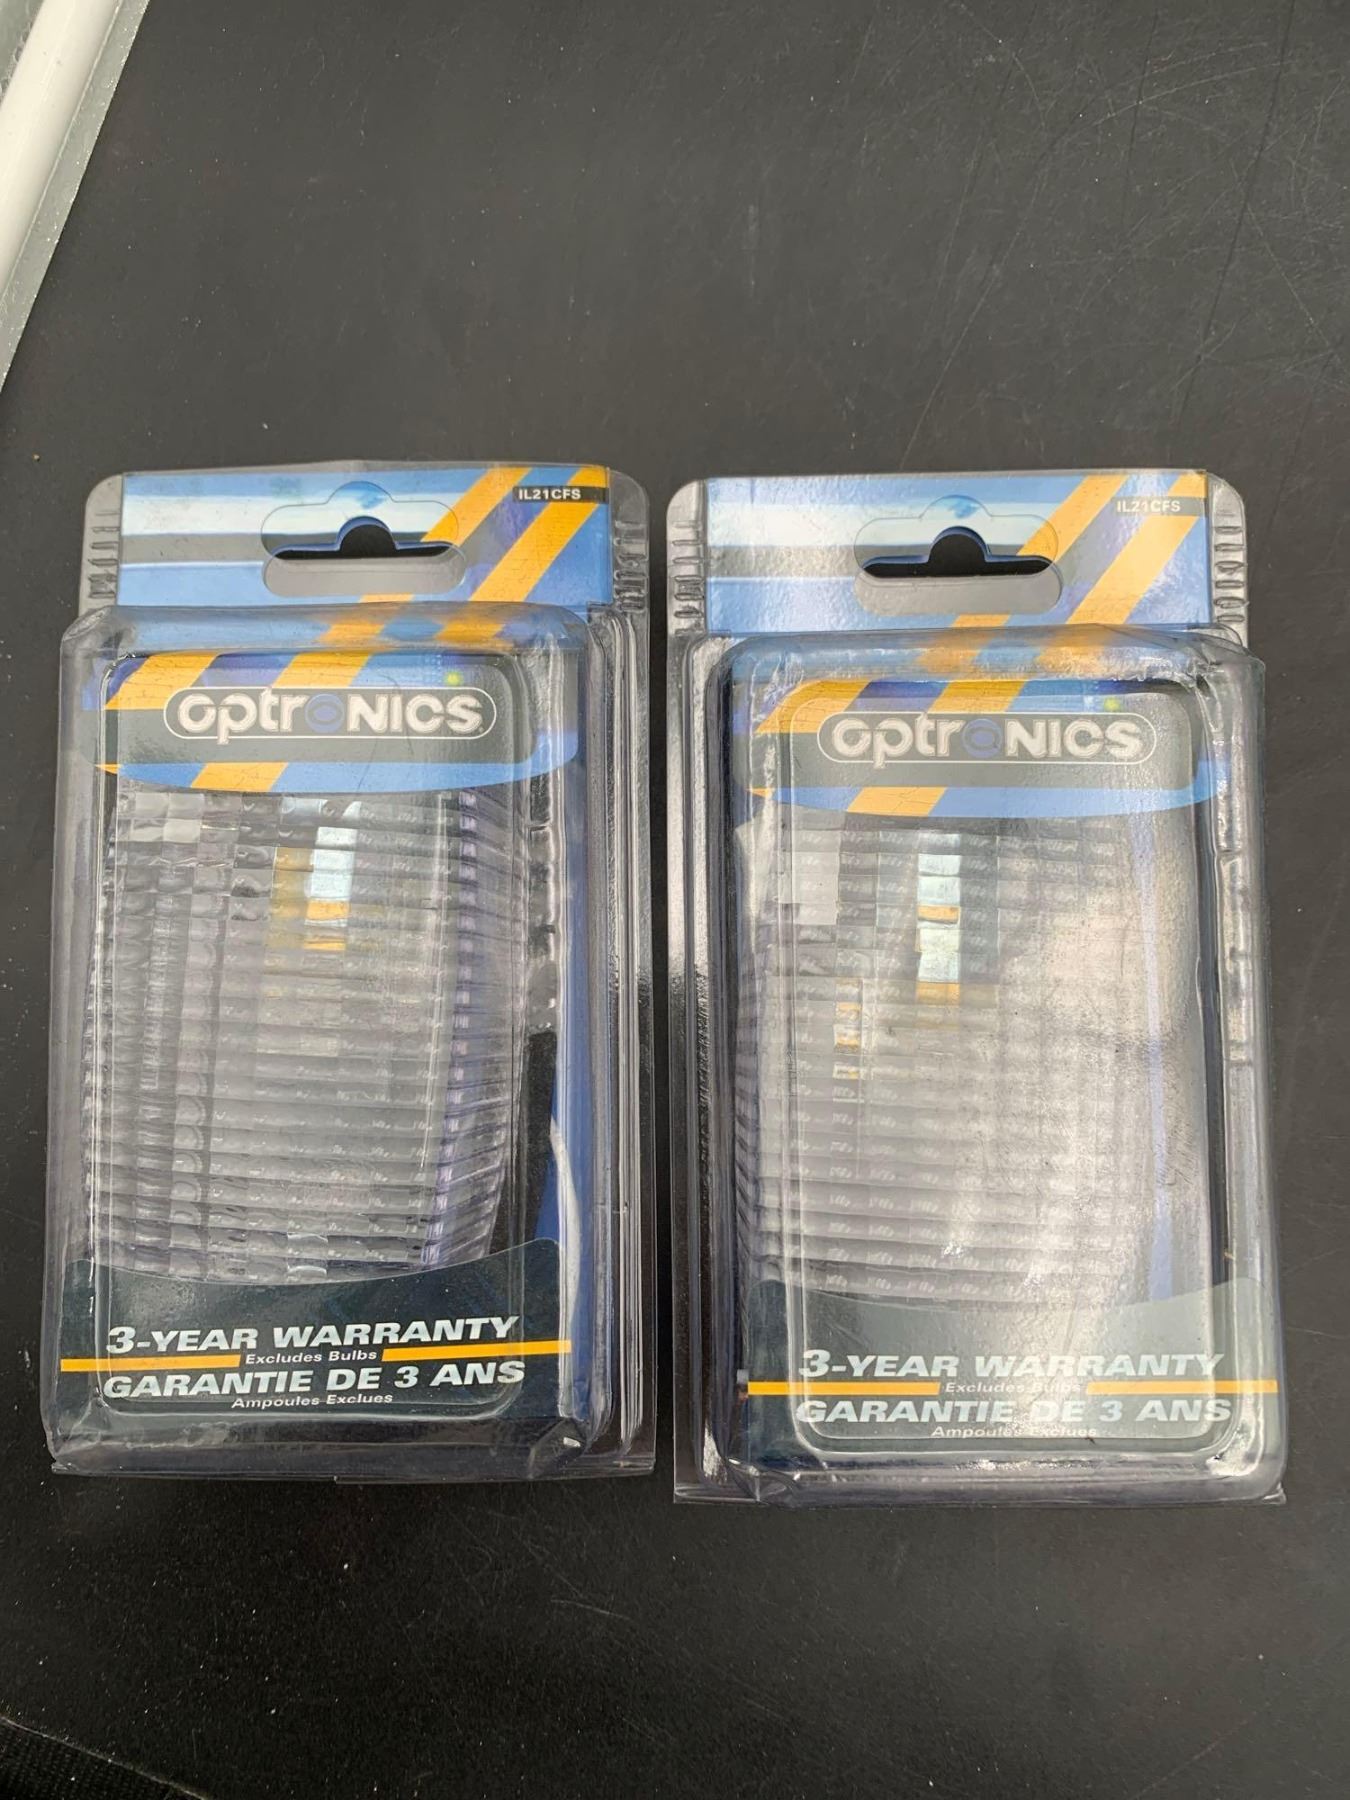 IL21CFS
optroNICS
3-YEAR WARRANTY
Excludes Bulbs
GARANTIE DE 3 ANS
Ampoules Exclues
IL21CFS
optroNICS
3-YEAR WARRANTY
Excludes Bulbs
GARANTIE DE 3 ANS
Ampoules Exclues